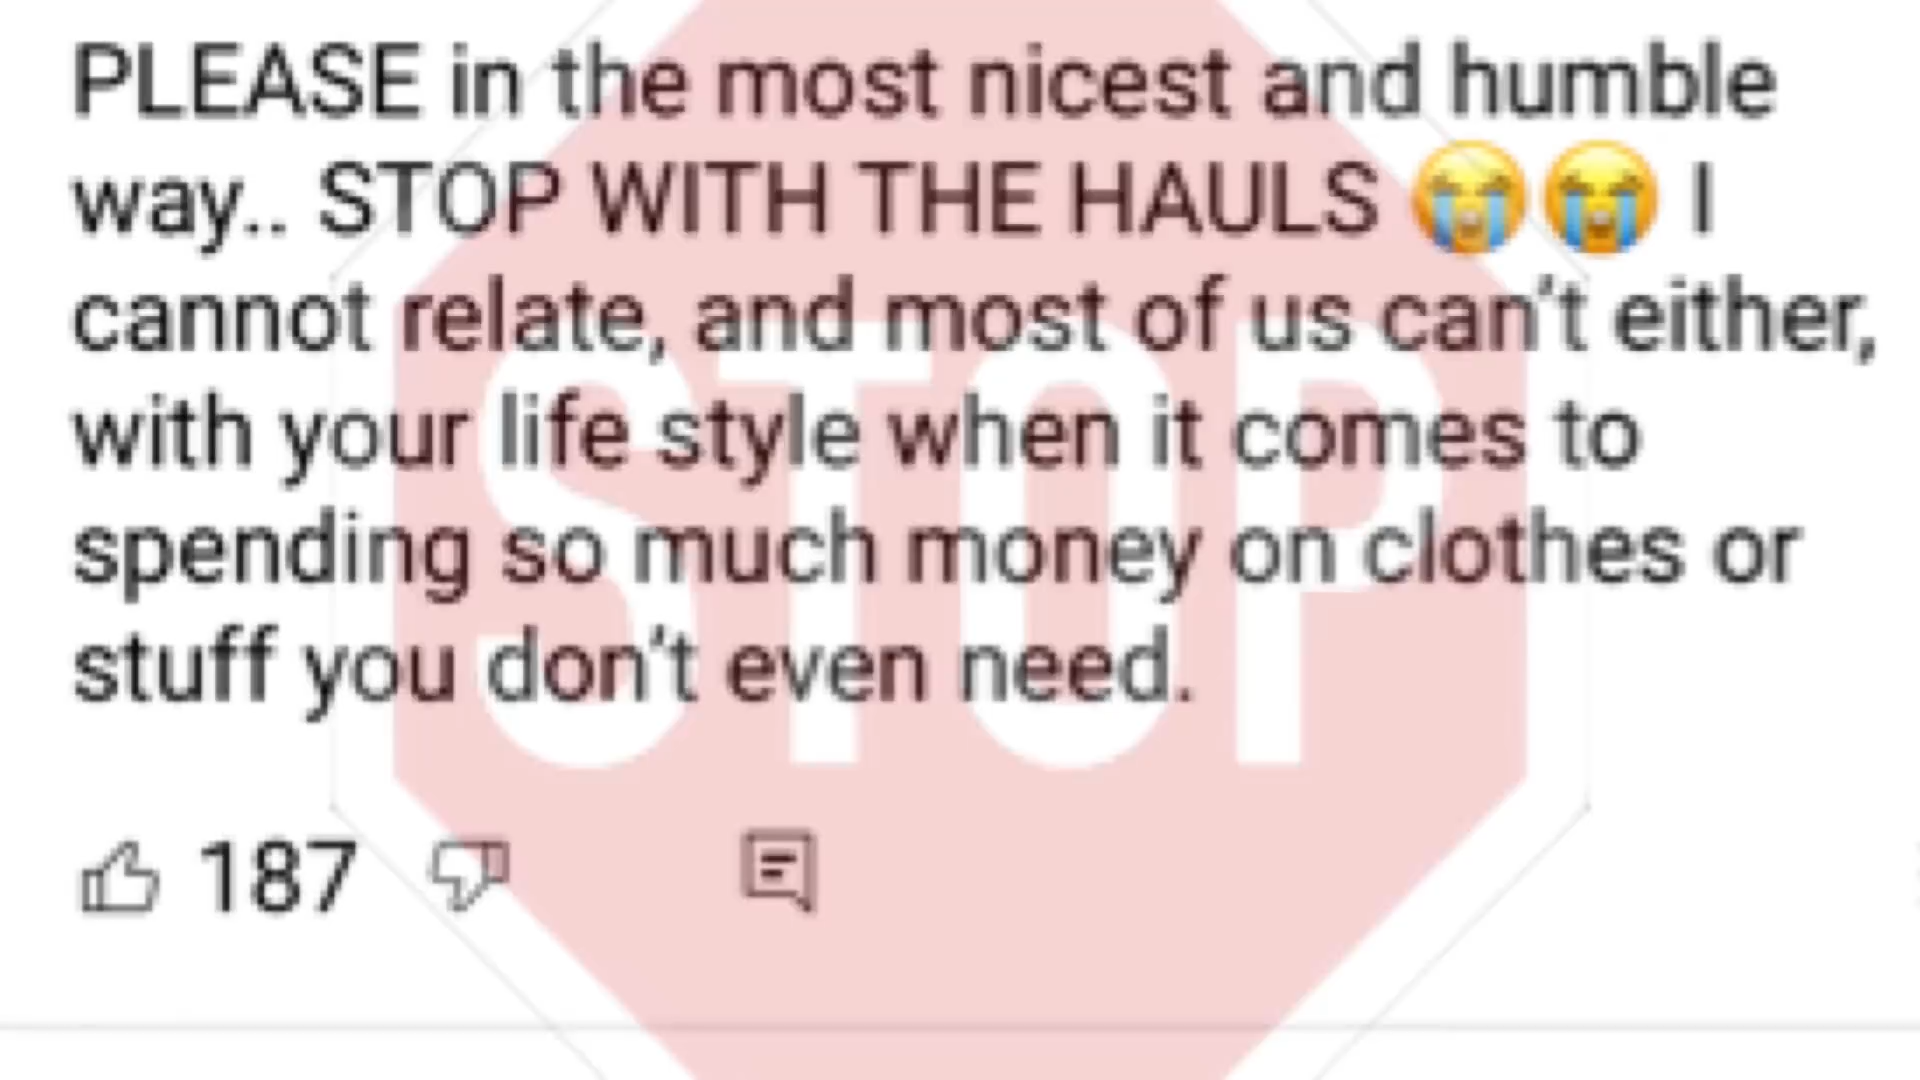 PLEASE in the most nicest and humble
way.. STOP WITH THE HAULS 😭😭 I
cannot relate, and most of us can't either,
with your life style when it comes to
spending so much money on clothes or
stuff you don't even need.
STOP
187